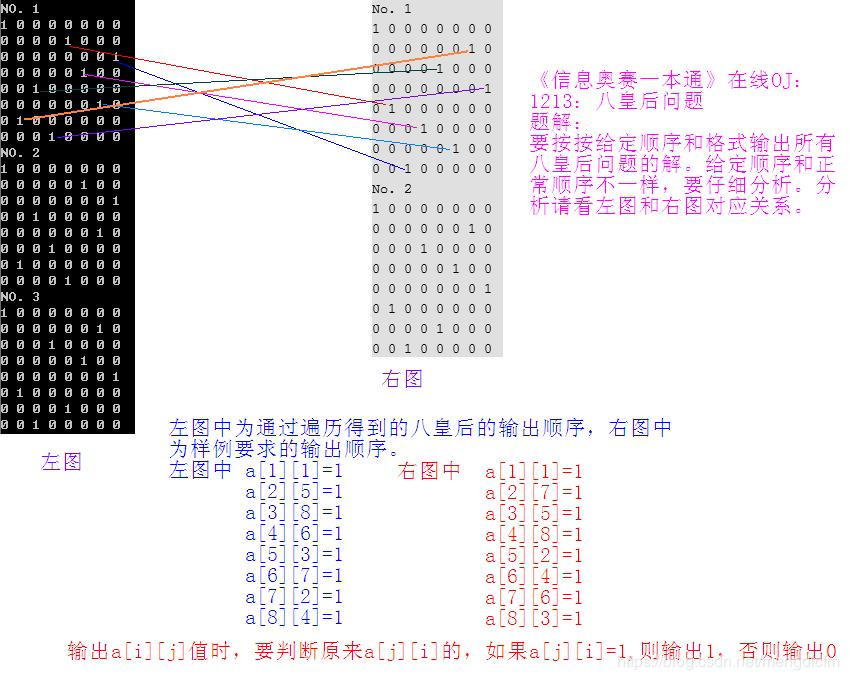 NO. 1
1 0 0 0 0 0 0 0
0 0 0 0 1 0 0 0
0 0 0 0 0 0 0 1
0 0 0 0 0 1 0 0
0 0 1 0 0 0 0 0
0 0 0 0 0 0 1 0
0 1 0 0 0 0 0 0
0 0 0 1 0 0 0 0
NO. 2
1 0 0 0 0 0 0 0
0 0 0 0 0 1 0 0
0 0 0 0 0 0 0 1
0 0 1 0 0 0 0 0
0 0 0 0 0 0 1 0
0 0 0 1 0 0 0 0
0 1 0 0 0 0 0 0
0 0 0 0 1 0 0 0
NO. 3
1 0 0 0 0 0 0 0
0 0 0 0 0 0 1 0
0 0 0 1 0 0 0 0
0 0 0 0 0 1 0 0
0 0 0 0 0 0 0 1
0 1 0 0 0 0 0 0
0 0 0 0 1 0 0 0
0 0 1 0 0 0 0 0
左图
No. 1
1 0 0 0 0 0 0 0
0 0 0 0 0 0 1 0
0 0 0 0 1 0 0 0
0 0 0 0 0 0 0 1
0 1 0 0 0 0 0 0
0 0 0 1 0 0 0 0
0 0 0 0 0 1 0 0
0 0 1 0 0 0 0 0
No. 2
1 0 0 0 0 0 0 0
0 0 0 0 0 0 1 0
0 0 0 1 0 0 0 0
0 0 0 0 0 1 0 0
0 0 0 0 0 0 0 1
0 1 0 0 0 0 0 0
0 0 0 0 1 0 0 0
0 0 1 0 0 0 0 0
右图
《信息奥赛一本通》在线OJ：
1213：八皇后问题
题解：
要按按给定顺序和格式输出所有
八皇后问题的解。给定顺序和正
常顺序不一样，要仔细分析。分
析请看左图和右图对应关系。
左图中为通过遍历得到的八皇后的输出顺序，右图中
为样例要求的输出顺序。
左图中 a[1][1]=1
a[2][5]=1
a[3][8]=1
a[4][6]=1
a[5][3]=1
a[6][7]=1
a[7][2]=1
a[8][4]=1
右图中 a[1][1]=1
a[2][7]=1
a[3][5]=1
a[4][8]=1
a[5][2]=1
a[6][4]=1
a[7][6]=1
a[8][3]=1
输出a[i][j]值时，要判断原来a[j][i]的，如果a[j][i]=1,则输出1，否则输出0